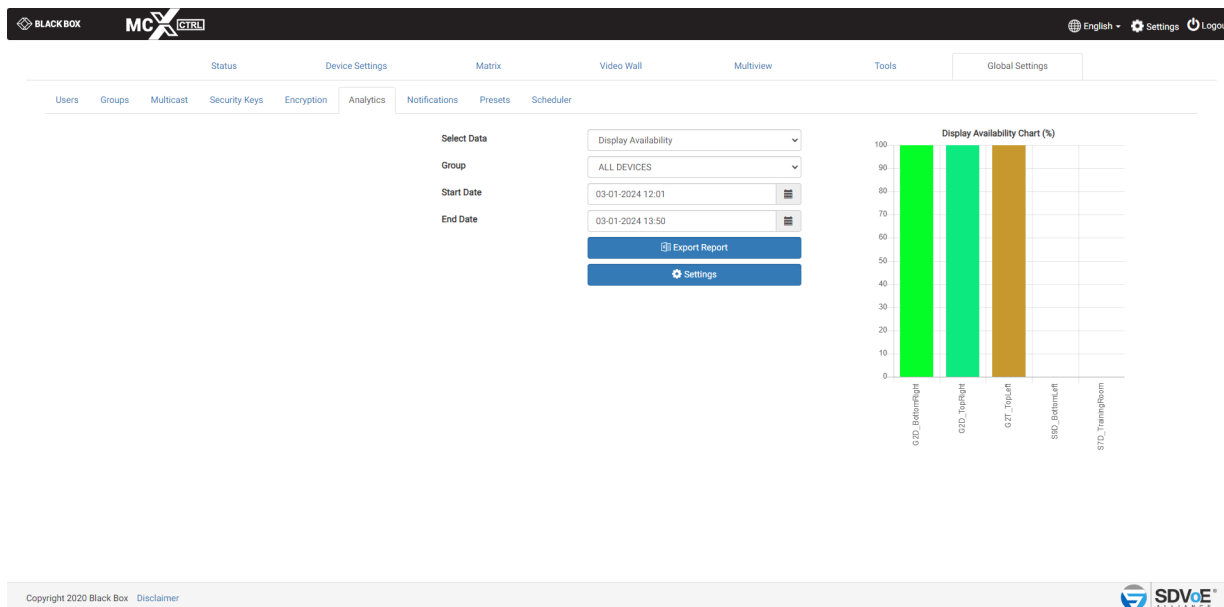 BLACK BOX MCX CTRL English Settings Logou
Status Device Settings Matrix Video Wall Multiview Tools Global Settings
Users Groups Multicast Security Keys Encryption Analytics Notifications Presets Scheduler
Select Data Display Availability
Group ALL DEVICES
Start Date 03-01-2024 12:01
End Date 03-01-2024 13:50
Export Report
Settings
Display Availability Chart (%)
100
90
80
70
60
50
40
30
20
10
0
G2D_BottomRight
G2D_TopRight
G2T_TopLeft
S9D_BottomLeft
S7D_TrainingRoom
Copyright 2020 Black Box Disclaimer
SDVoE
ALLIANCE